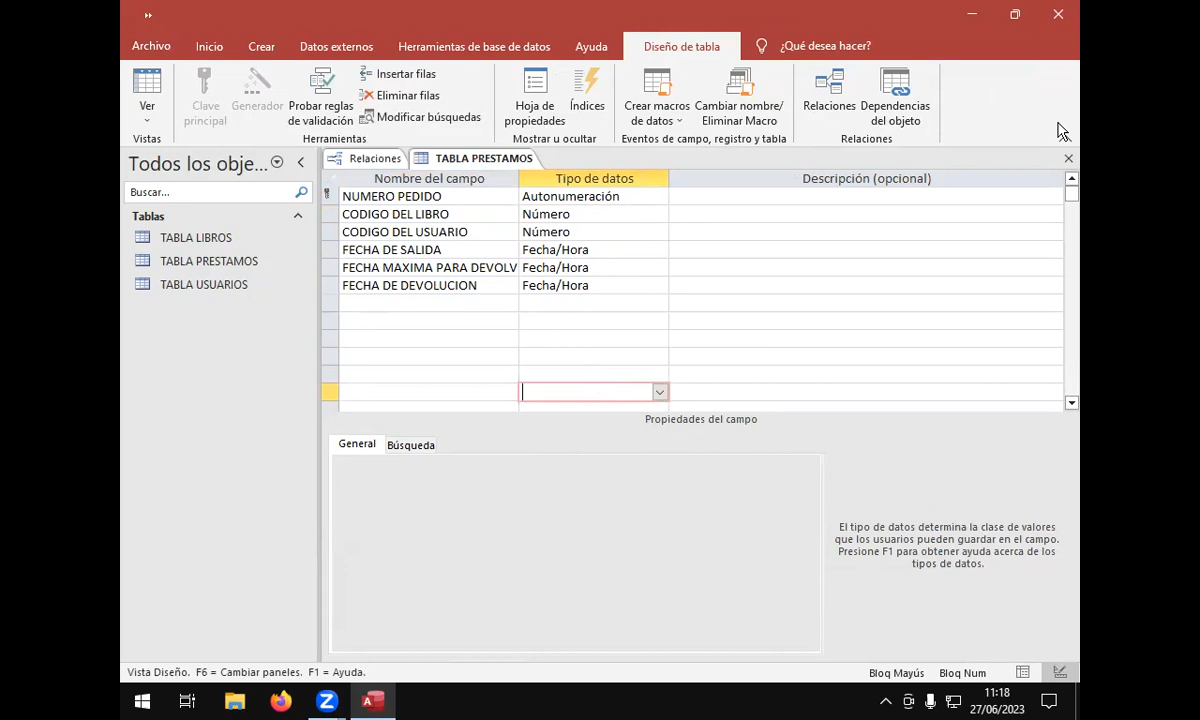 Archivo
Inicio
Crear
Datos externos
Herramientas de base de datos
Ayuda
Diseño de tabla
¿Qué desea hacer?
Ver
Vistas
Clave
principal
Generador
Probar reglas
de validación
Insertar filas
Eliminar filas
Modificar búsquedas
Herramientas
Hoja de
propiedades
Índices
Mostrar u ocultar
Crear macros
de datos
Cambiar nombre/
Eliminar Macro
Eventos de campo, registro y tabla
Relaciones
Dependencias
del objeto
Relaciones
Todos los obje...
Buscar...
Tablas
TABLA LIBROS
TABLA PRESTAMOS
TABLA USUARIOS
Relaciones
TABLA PRESTAMOS
Nombre del campo Tipo de datos Descripción (opcional)
NUMERO PEDIDO Autonumeración
CODIGO DEL LIBRO Número
CODIGO DEL USUARIO Número
FECHA DE SALIDA Fecha/Hora
FECHA MAXIMA PARA DEVOLV Fecha/Hora
FECHA DE DEVOLUCION Fecha/Hora
Propiedades del campo
General
Búsqueda
El tipo de datos determina la clase de valores
que los usuarios pueden guardar en el campo.
Presione F1 para obtener ayuda acerca de los
tipos de datos.
Vista Diseño. F6 = Cambiar paneles. F1 = Ayuda.
Bloq Mayús
Bloq Num
11:18
27/06/2023